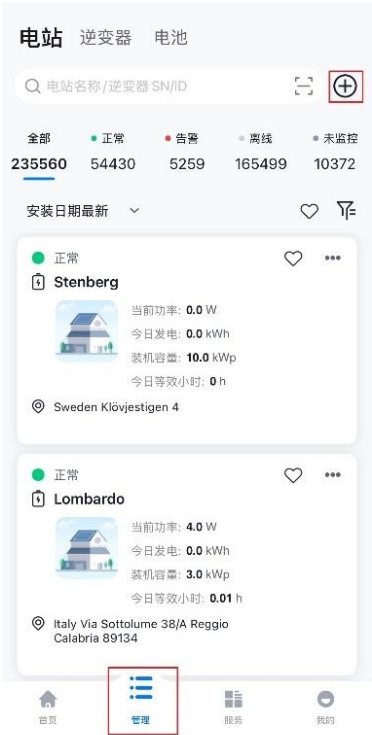 电站 逆变器 电池
电站名称/逆变器 SN/ID
全部 正常 告警 离线 未监控
235560 54430 5259 165499 10372
安装日期最新
正常
Stenberg
当前功率: 0.0 W
今日发电: 0.0 kWh
装机容量: 10.0 kWp
今日等效小时: 0 h
Sweden Klövjestigen 4
正常
Lombardo
当前功率: 4.0 W
今日发电: 0.0 kWh
装机容量: 3.0 kWp
今日等效小时: 0.01 h
Italy Via Sottolume 38/A Reggio
Calabria 89134
首页 管理 服务 我的